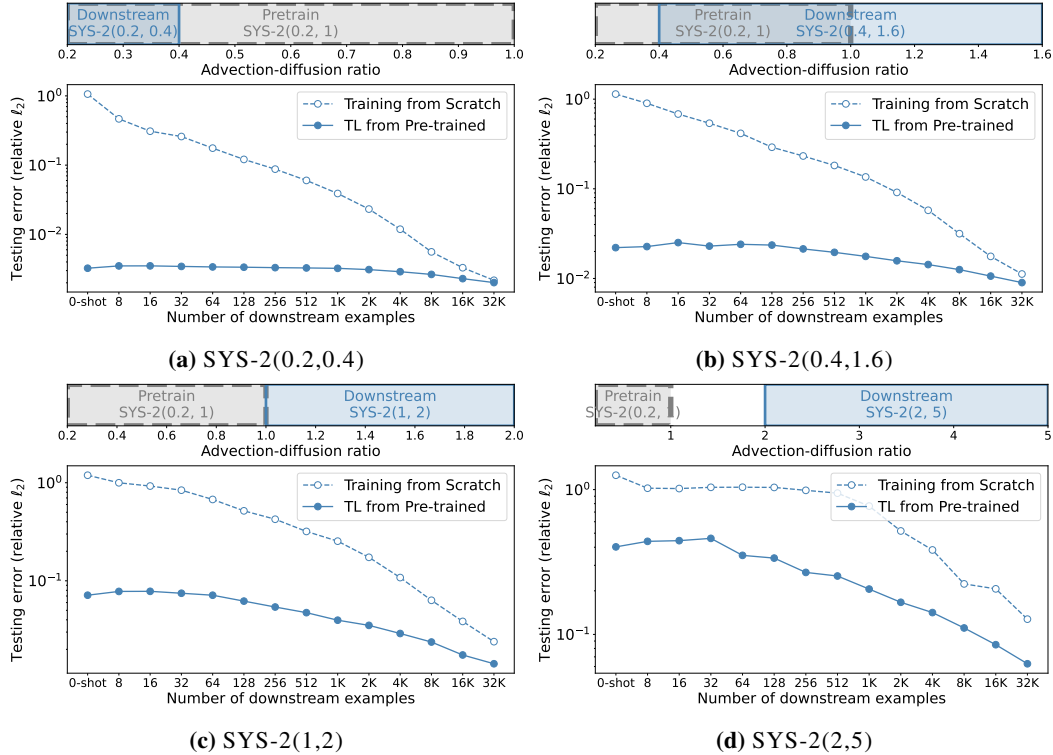 Downstream
SYS-2(0.2, 0.4)
Pretrain
SYS-2(0.2, 1)
0.2 0.3 0.4 0.5 0.6 0.7 0.8 0.9 1.0
Advection-diffusion ratio
Testing error (relative ℓ₂)
10⁰
10⁻¹
10⁻²
Training from Scratch
TL from Pre-trained
0-shot 8 16 32 64 128 256 512 1K 2K 4K 8K 16K 32K
Number of downstream examples
(a) SYS-2(0.2,0.4)
Pretrain
SYS-2(0.2, 1)
Downstream
SYS-2(0.4, 1.6)
0.4 0.6 0.8 1.0 1.2 1.4 1.6
Advection-diffusion ratio
Testing error (relative ℓ₂)
10⁰
10⁻¹
10⁻²
Training from Scratch
TL from Pre-trained
0-shot 8 16 32 64 128 256 512 1K 2K 4K 8K 16K 32K
Number of downstream examples
(b) SYS-2(0.4,1.6)
Pretrain
SYS-2(0.2, 1)
Downstream
SYS-2(1, 2)
0.2 0.4 0.6 0.8 1.0 1.2 1.4 1.6 1.8 2.0
Advection-diffusion ratio
Testing error (relative ℓ₂)
10⁰
10⁻¹
Training from Scratch
TL from Pre-trained
0-shot 8 16 32 64 128 256 512 1K 2K 4K 8K 16K 32K
Number of downstream examples
(c) SYS-2(1,2)
Pretrain
SYS-2(0.2, 1)
Downstream
SYS-2(2, 5)
1 2 3 4 5
Advection-diffusion ratio
Testing error (relative ℓ₂)
10⁰
10⁻¹
Training from Scratch
TL from Pre-trained
0-shot 8 16 32 64 128 256 512 1K 2K 4K 8K 16K 32K
Number of downstream examples
(d) SYS-2(2,5)